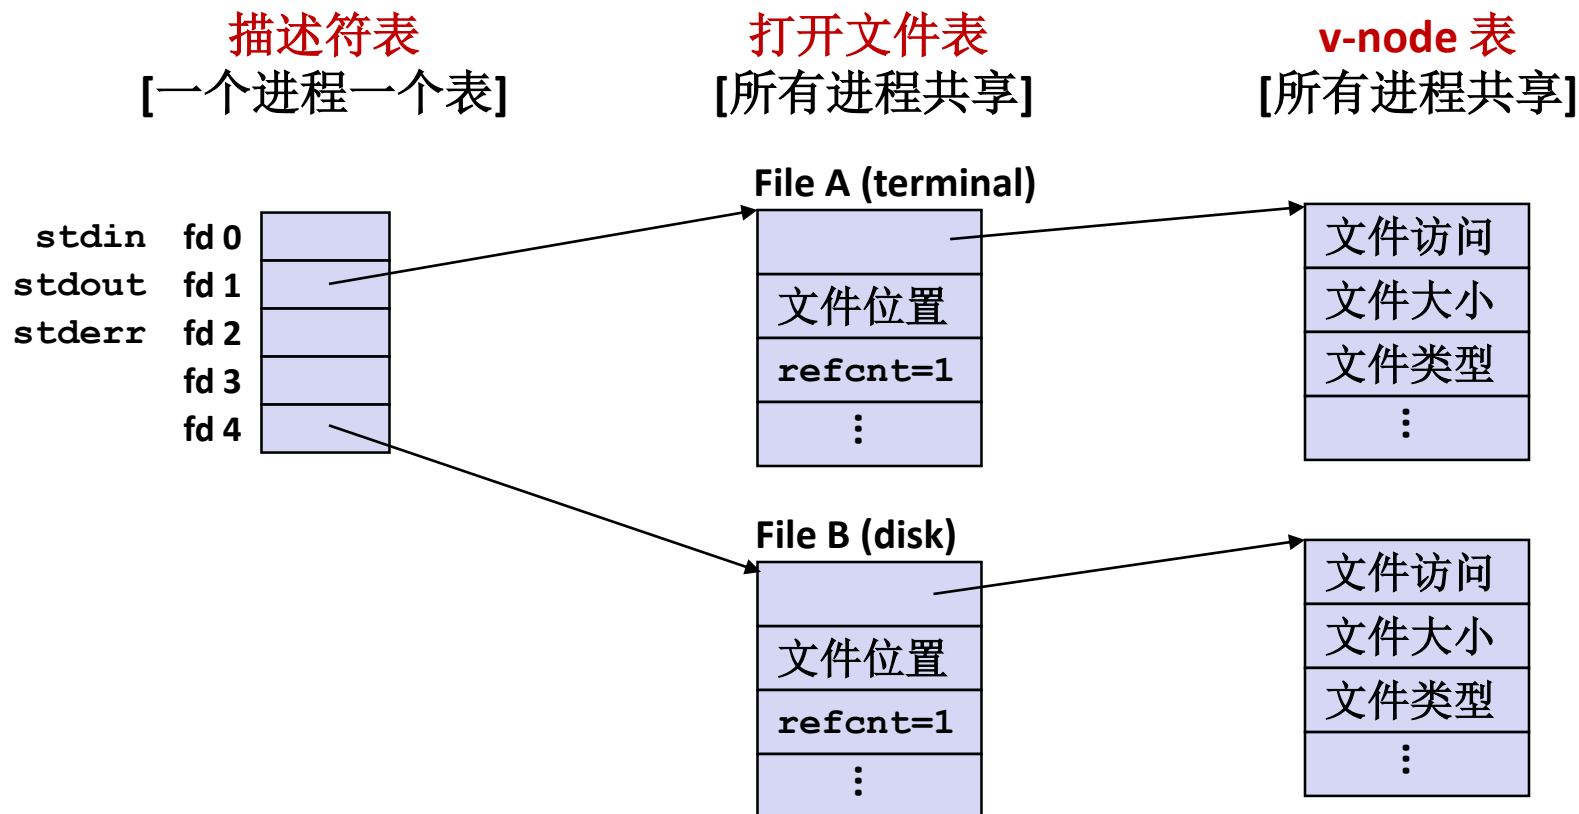 描述符表
[一个进程一个表]
打开文件表
[所有进程共享]
v-node 表
[所有进程共享]
stdin fd 0
stdout fd 1
stderr fd 2
fd 3
fd 4
File A (terminal)
文件位置
refcnt=1
...
文件访问
文件大小
文件类型
...
File B (disk)
文件位置
refcnt=1
...
文件访问
文件大小
文件类型
...